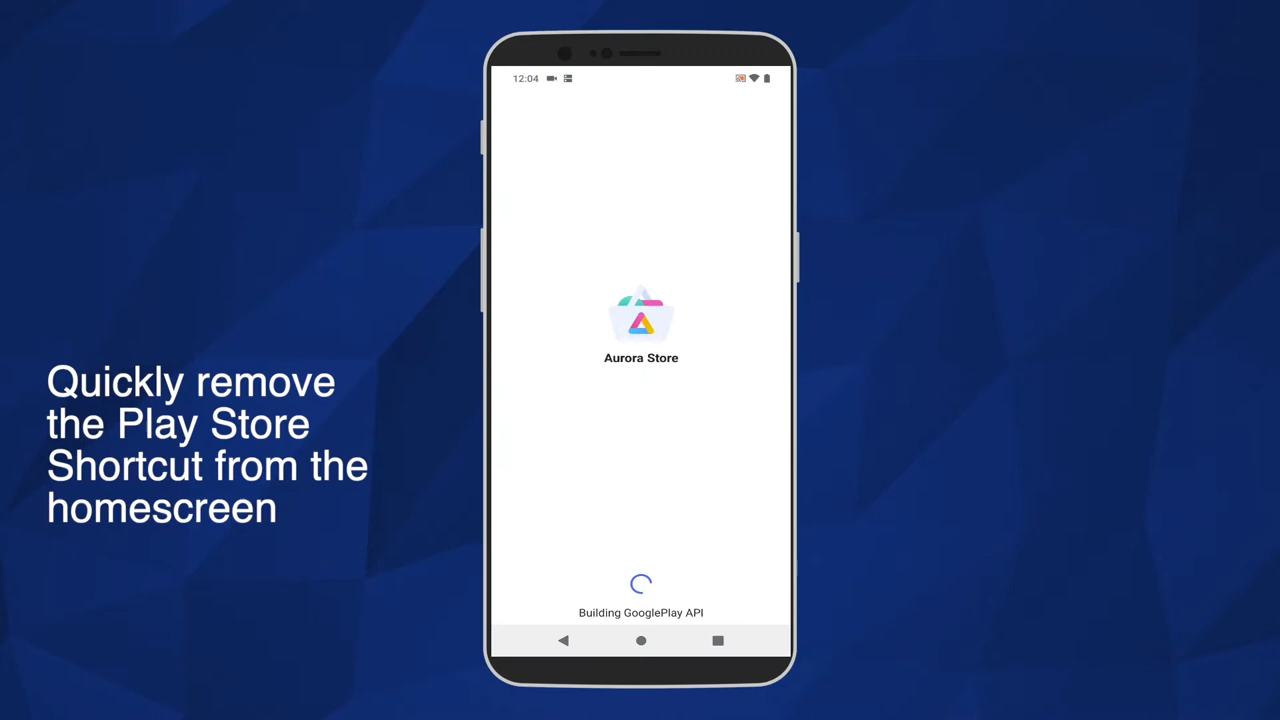 12:04
Aurora Store
Quickly remove
the Play Store
Shortcut from the
homescreen
Building GooglePlay API